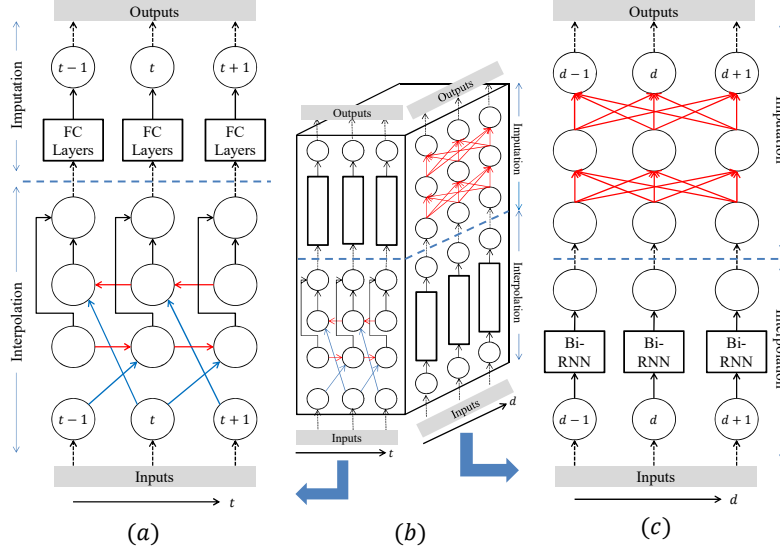 Outputs
Imputation
t − 1
t
t + 1
FC Layers
FC Layers
FC Layers
Interpolation
t − 1
t
t + 1
Inputs
t
(a)
Outputs
Outputs
Imputation
Interpolation
Inputs
t
Inputs
d
(b)
Outputs
Imputation
d − 1
d
d + 1
Interpolation
Bi-RNN
Bi-RNN
Bi-RNN
d − 1
d
d + 1
Inputs
d
(c)